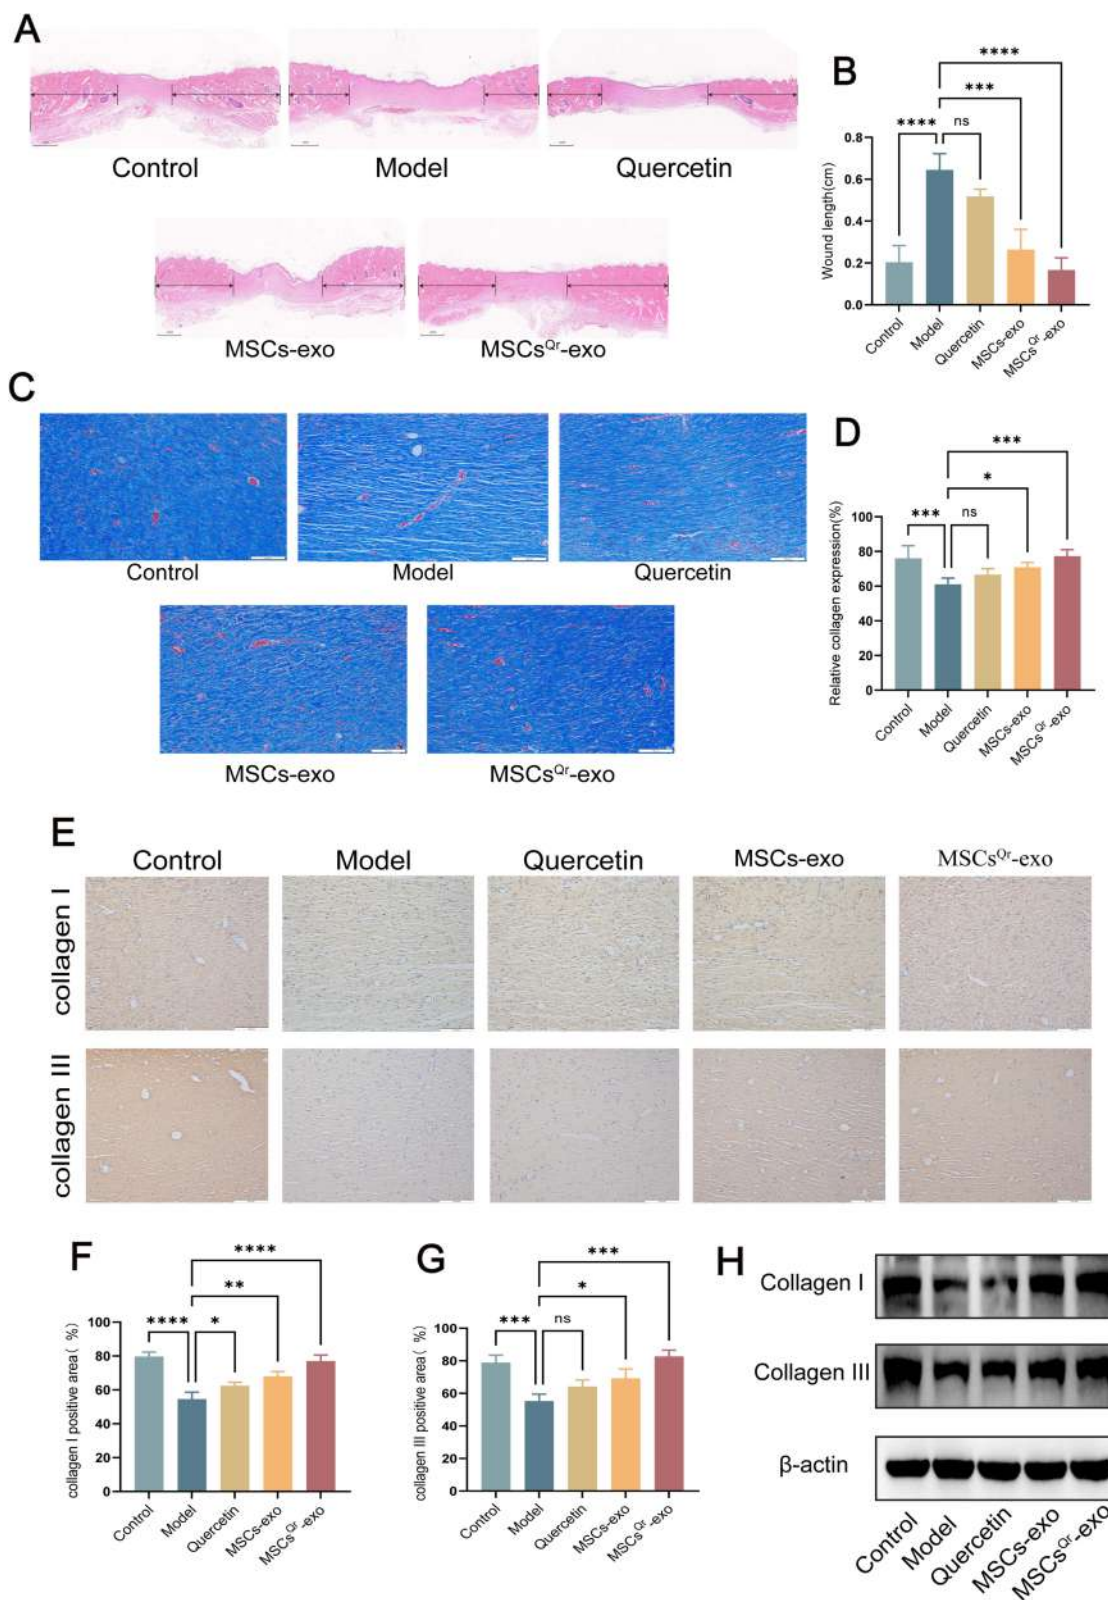 A
Control
Model
Quercetin
MSCs-exo
MSCsQr-exo
B
****
***
**** ns
Wound length(cm)
0.8
0.6
0.4
0.2
0.0
Control
Model
Quercetin
MSCs-exo
MSCsQr-exo
C
Control
Model
Quercetin
MSCs-exo
MSCsQr-exo
D
***
*
*** ns
Relative collagen expression(%)
100
80
60
40
20
0
Control
Model
Quercetin
MSCs-exo
MSCsQr-exo
E
Control
Model
Quercetin
MSCs-exo
MSCsQr-exo
collagen I
collagen III
F
****
**
**** *
collagen I positive area( %)
100
80
60
40
20
0
Control
Model
Quercetin
MSCs-exo
MSCsQr-exo
G
***
*
*** ns
collagen III positive area( %)
100
80
60
40
20
0
Control
Model
Quercetin
MSCs-exo
MSCsQr-exo
H
Collagen I
Collagen III
β-actin
Control
Model
Quercetin
MSCs-exo
MSCsQr-exo